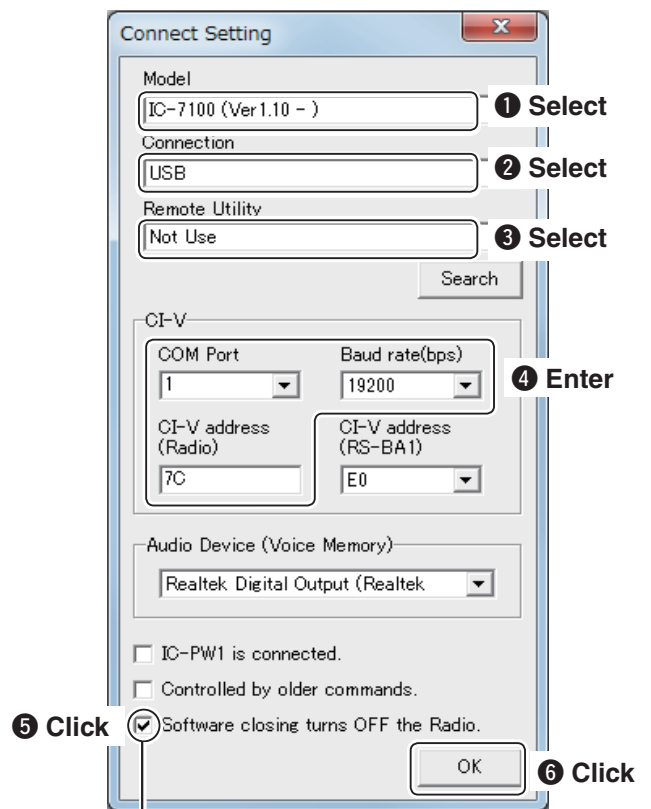 Connect Setting
x
Model
IC-7100 (Ver1.10 - )
❶ Select
Connection
USB
❷ Select
Remote Utility
Not Use
❸ Select
Search
CI-V
COM Port Baud rate(bps)
1 19200
❹ Enter
CI-V address CI-V address
(Radio) (RS-BA1)
7C E0
Audio Device (Voice Memory)
Realtek Digital Output (Realtek
IC-PW1 is connected.
Controlled by older commands.
❺ Click Software closing turns OFF the Radio.
OK ❻ Click